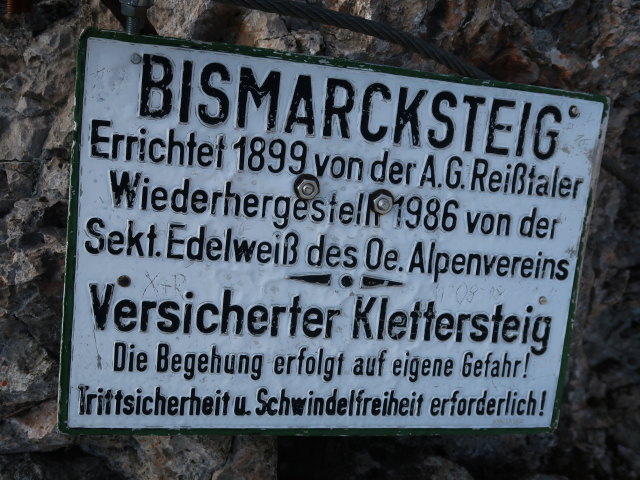 BISMARCKSTEIG
Errichtet 1899 von der A.G. Reißtaler
Wiederhergestellt 1986 von der
Sekt. Edelweiß des Oe. Alpenvereins
Versicherter Klettersteig
Die Begehung erfolgt auf eigene Gefahr!
Trittsicherheit u. Schwindelfreiheit erforderlich!